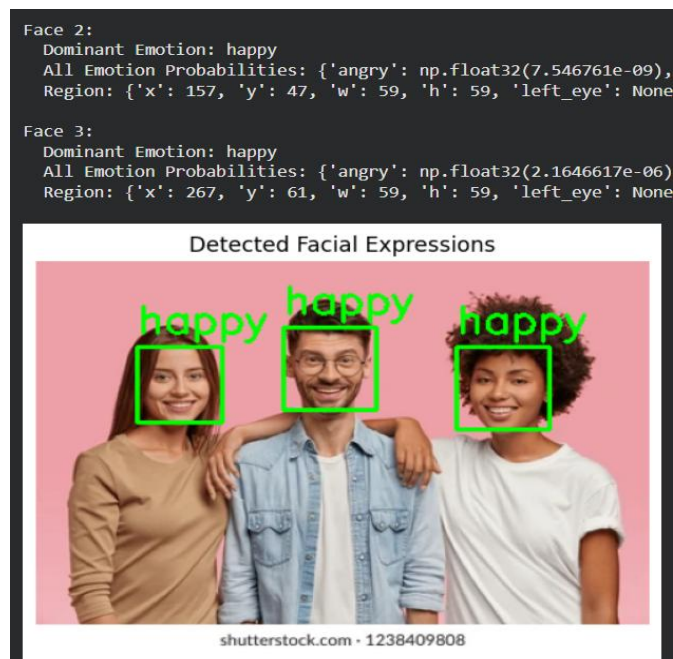 Face 2:
Dominant Emotion: happy
All Emotion Probabilities: {'angry': np.float32(7.546761e-09),
Region: {'x': 157, 'y': 47, 'w': 59, 'h': 59, 'left_eye': None
Face 3:
Dominant Emotion: happy
All Emotion Probabilities: {'angry': np.float32(2.1646617e-06)
Region: {'x': 267, 'y': 61, 'w': 59, 'h': 59, 'left_eye': None
Detected Facial Expressions
happy happy happy
shutterstock.com · 1238409808